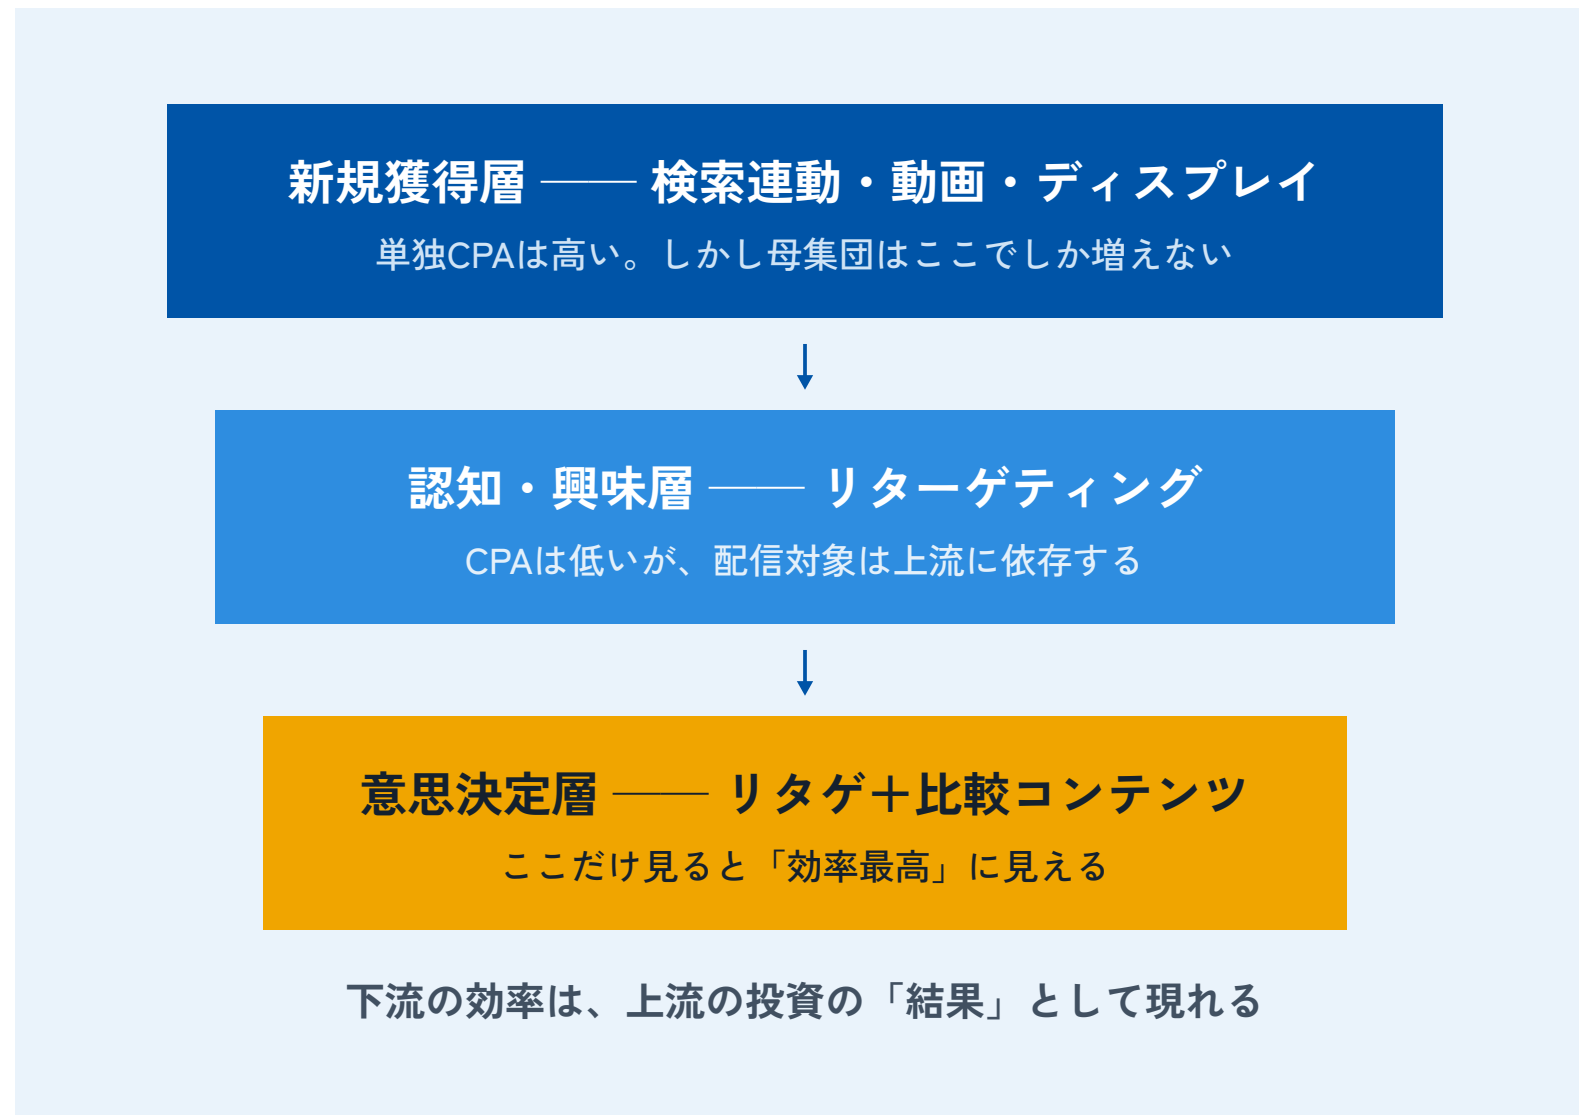 新規獲得層 ── 検索連動・動画・ディスプレイ
単独CPAは高い。しかし母集団はここでしか増えない
認知・興味層 ── リターゲティング
CPAは低いが、配信対象は上流に依存する
意思決定層 ── リタゲ＋比較コンテンツ
ここだけ見ると「効率最高」に見える
下流の効率は、上流の投資の「結果」として現れる